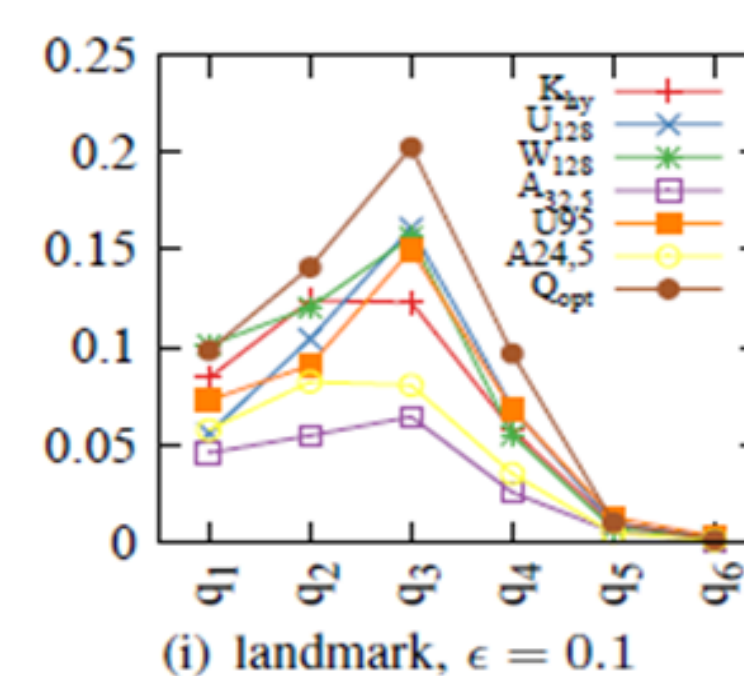 0.25
0.2
0.15
0.1
0.05
0
K_hy
U_128
W_128
A_32,5
U95
A24,5
Q_opt
q1 q2 q3 q4 q5 q6
(i) landmark, ϵ = 0.1